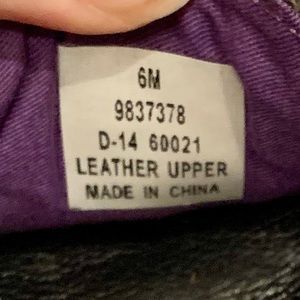 6M
9837378
D-14 60021
LEATHER UPPER
MADE IN CHINA